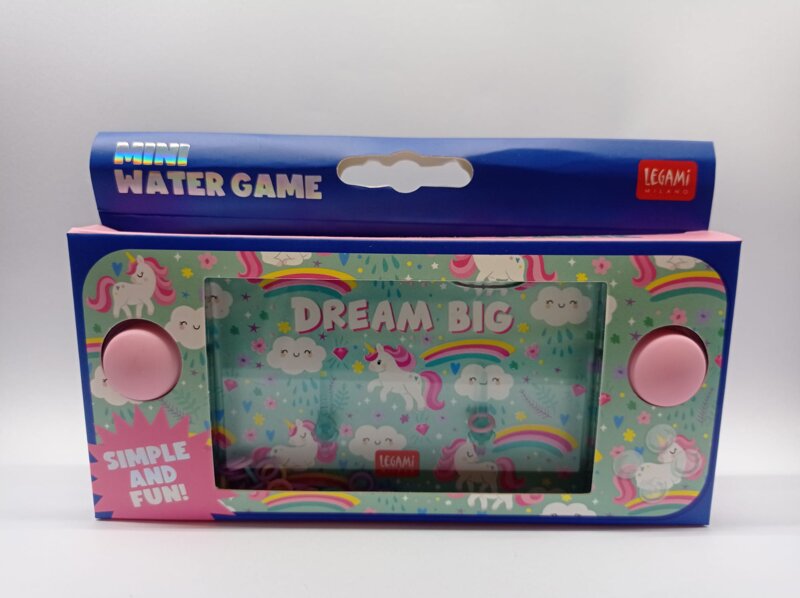 MINI
WATER GAME
LEGAMI
MILANO
DREAM BIG
SIMPLE
AND
FUN!
LEGAMI